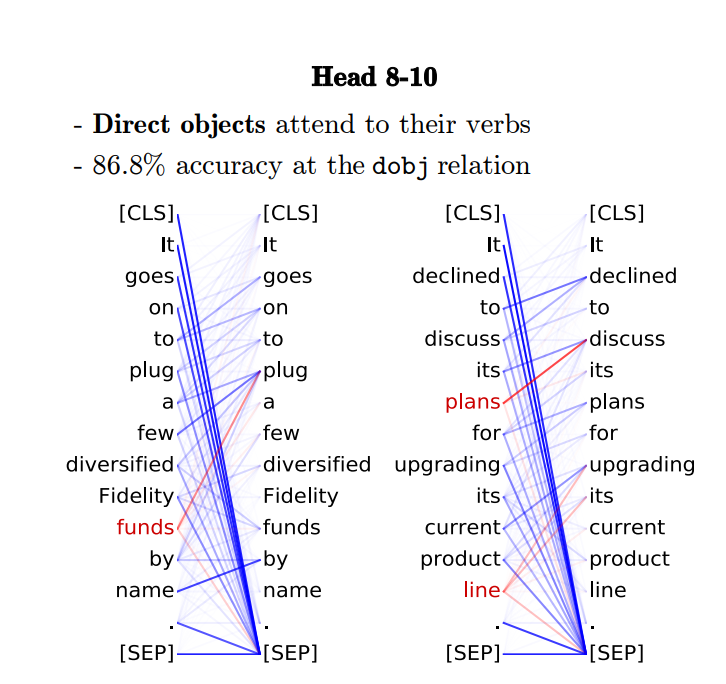 Head 8-10
- Direct objects attend to their verbs
- 86.8% accuracy at the dobj relation
[CLS] [CLS] [CLS] [CLS]
It It It It
goes goes declined declined
on on to to
to to discuss discuss
plug plug its its
a a plans plans
few few for for
diversified diversified upgrading upgrading
Fidelity Fidelity its its
funds funds current current
by by product product
name name line line
. . . .
[SEP] [SEP] [SEP] [SEP]